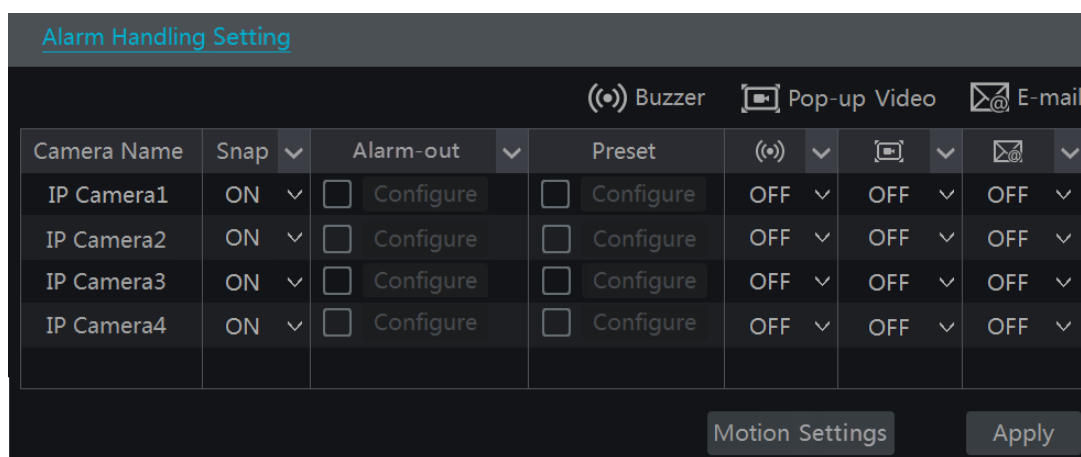 Alarm Handling Setting
Buzzer Pop-up Video E-mail
Camera Name Snap Alarm-out Preset
IP Camera1 ON Configure Configure OFF OFF OFF
IP Camera2 ON Configure Configure OFF OFF OFF
IP Camera3 ON Configure Configure OFF OFF OFF
IP Camera4 ON Configure Configure OFF OFF OFF
Motion Settings Apply